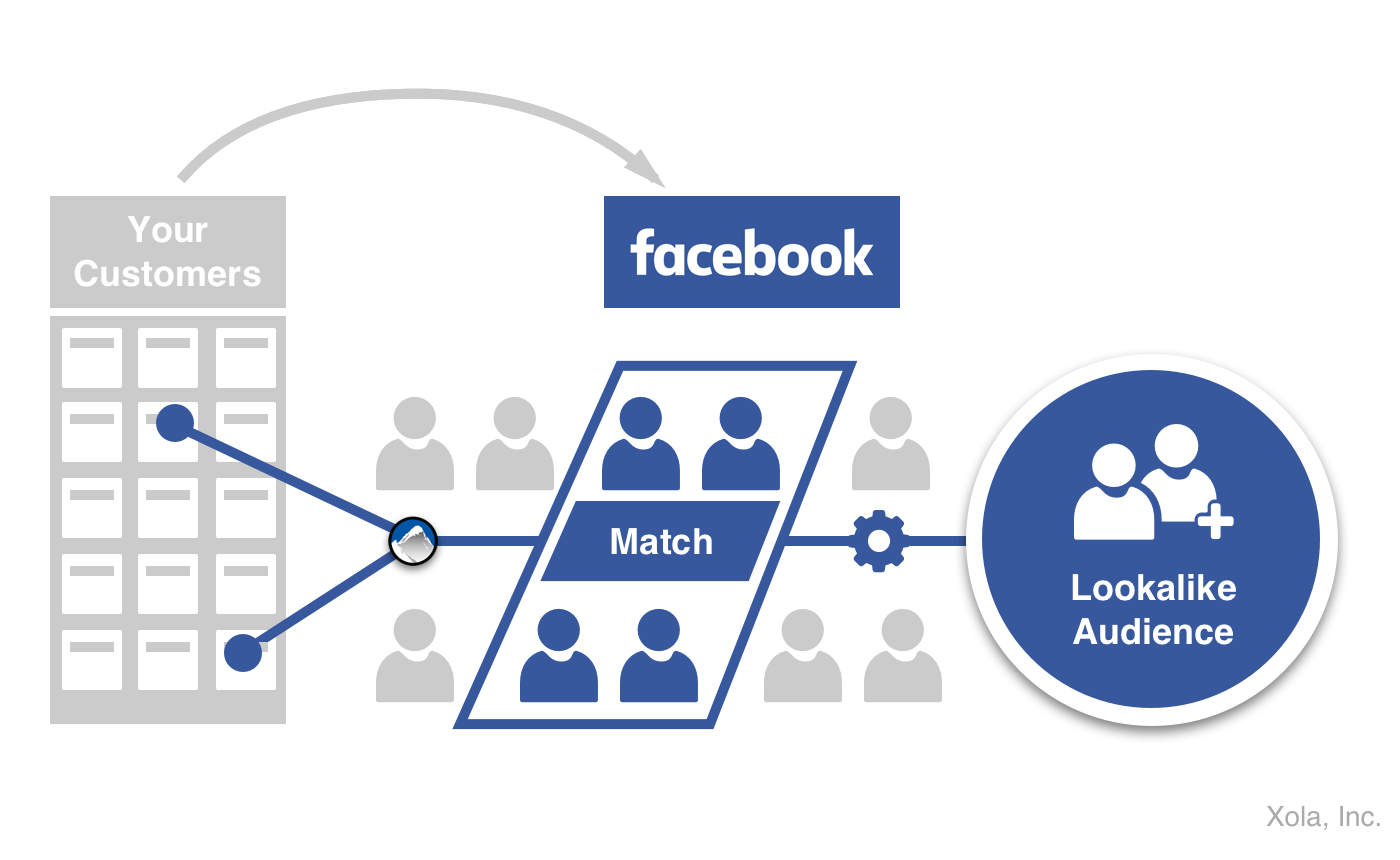 Your
Customers
facebook
Match
Lookalike
Audience
Xola, Inc.